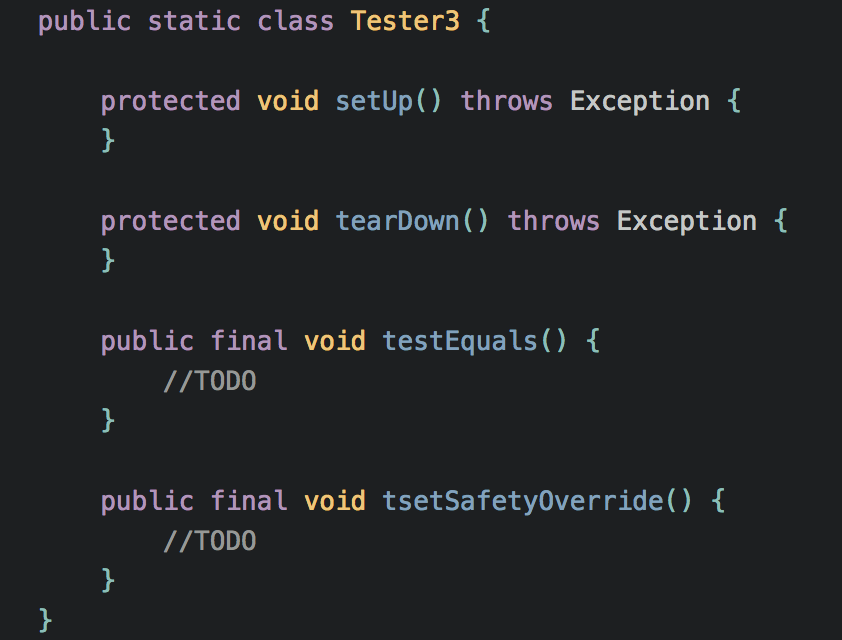 public static class Tester3 {
protected void setUp() throws Exception {
}
protected void tearDown() throws Exception {
}
public final void testEquals() {
//TODO
}
public final void tsetSafetyOverride() {
//TODO
}
}